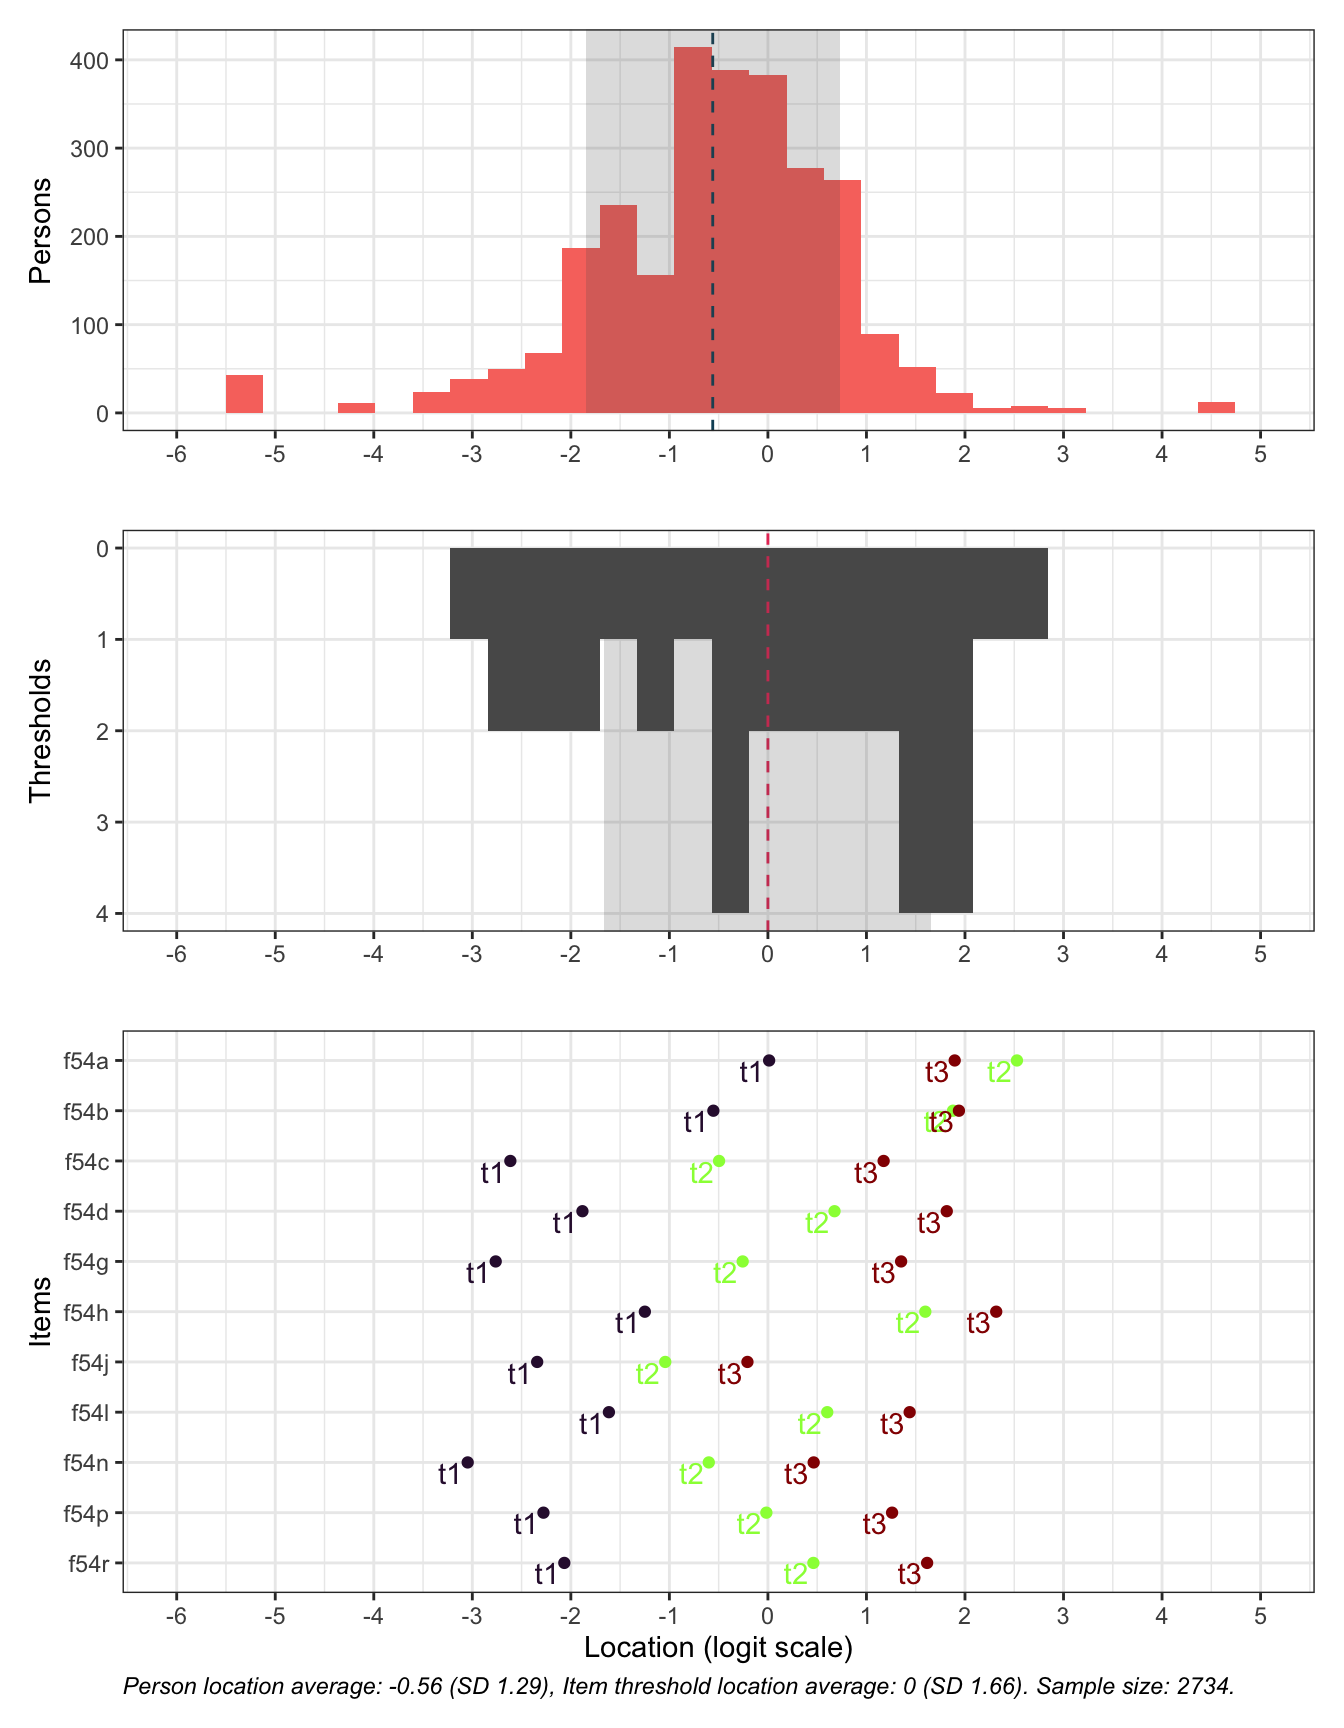 Persons
400
300
200
100
0
-6 -5 -4 -3 -2 -1 0 1 2 3 4 5
Thresholds
0
1
2
3
4
-6 -5 -4 -3 -2 -1 0 1 2 3 4 5
Items
f54a t1 t3 t2
f54b t1 t2 t3
f54c t1 t2 t3
f54d t1 t2 t3
f54g t1 t2 t3
f54h t1 t2 t3
f54j t1 t2 t3
f54l t1 t2 t3
f54n t1 t2 t3
f54p t1 t2 t3
f54r t1 t2 t3
-6 -5 -4 -3 -2 -1 0 1 2 3 4 5
Location (logit scale)
Person location average: -0.56 (SD 1.29), Item threshold location average: 0 (SD 1.66). Sample size: 2734.